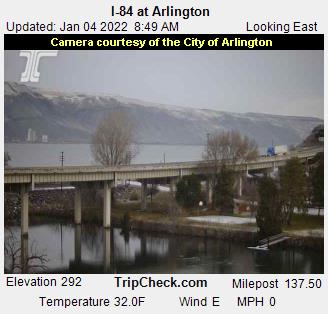 I-84 at Arlington
Updated: Jan 04 2022 8:49 AM Looking East
Camera courtesy of the City of Arlington
Elevation 292 TripCheck.com Milepost 137.50
Temperature 32.0F Wind E MPH 0